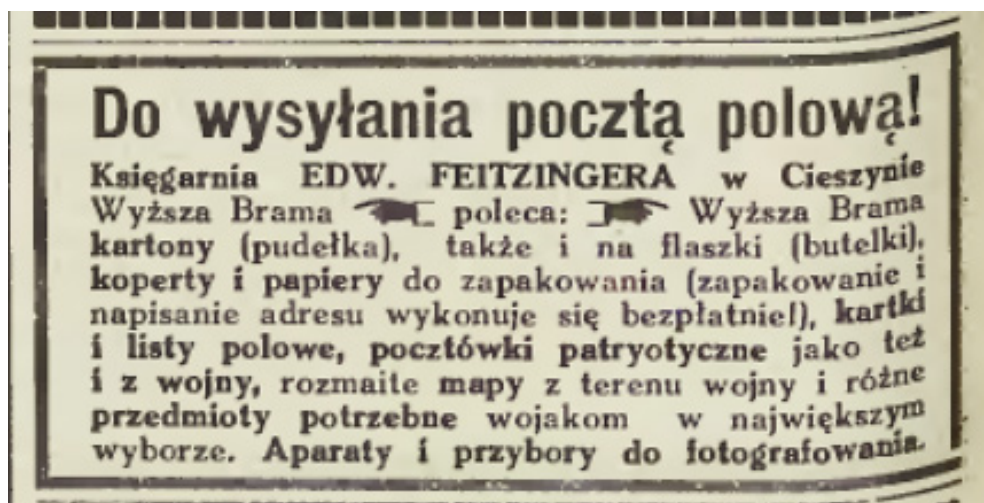 Do wysyłania pocztą polową!
Księgarnia EDW. FEITZINGERA w Cieszynie
Wyższa Brama poleca: Wyższa Brama
kartony (pudełka), także i na flaszki (butelki),
koperty i papiery do zapakowania (zapakowanie i
napisanie adresu wykonuje się bezpłatnie!), kartki
i listy polowe, pocztówki patryotyczne jako też
i z wojny, rozmaite mapy z terenu wojny i różne
przedmioty potrzebne wojakom w największym
wyborze. Aparaty i przybory do fotografowania.